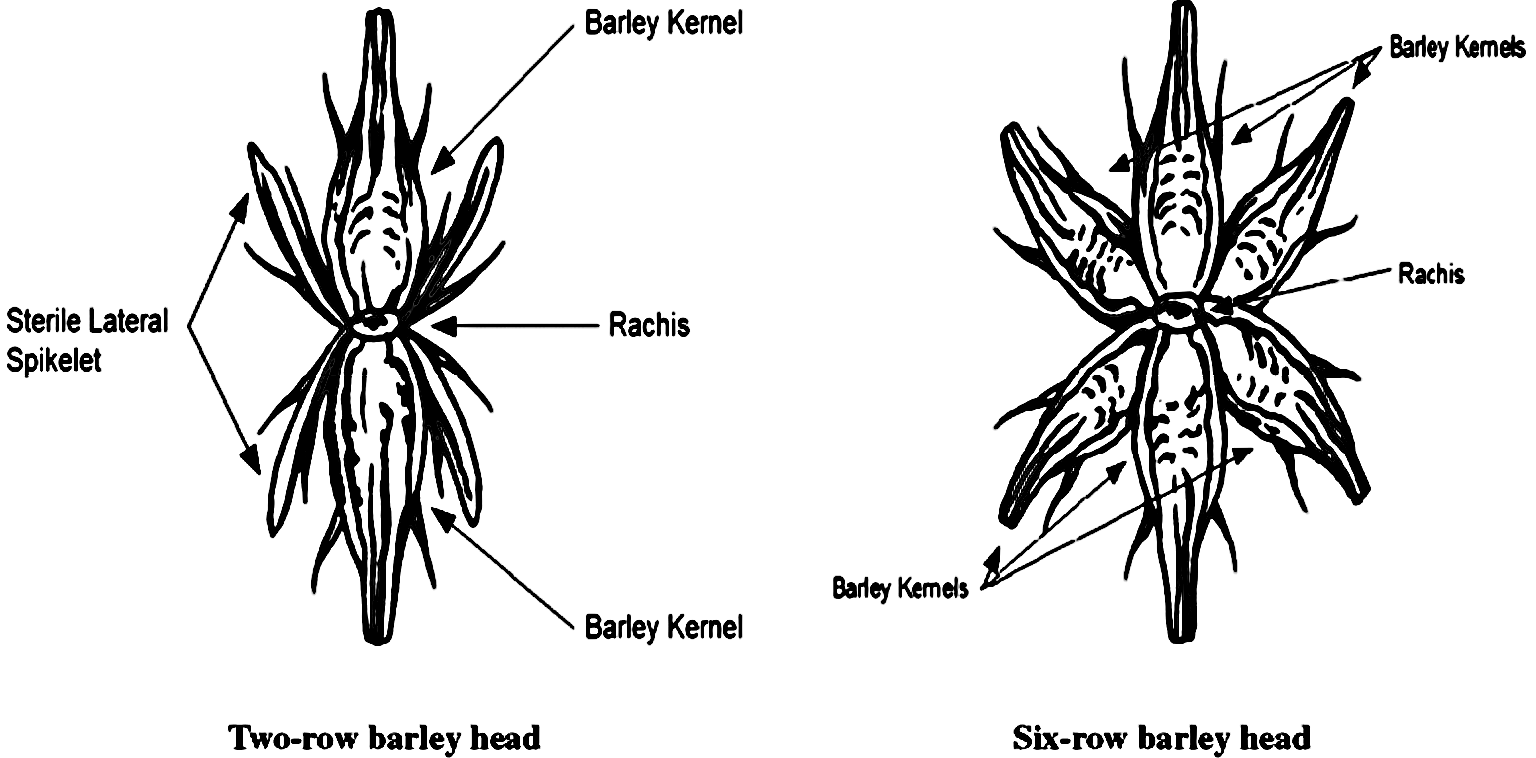 Barley Kernel
Sterile Lateral
Spikelet
Rachis
Barley Kernel
Two-row barley head
Barley Kernels
Rachis
Barley Kernels
Six-row barley head